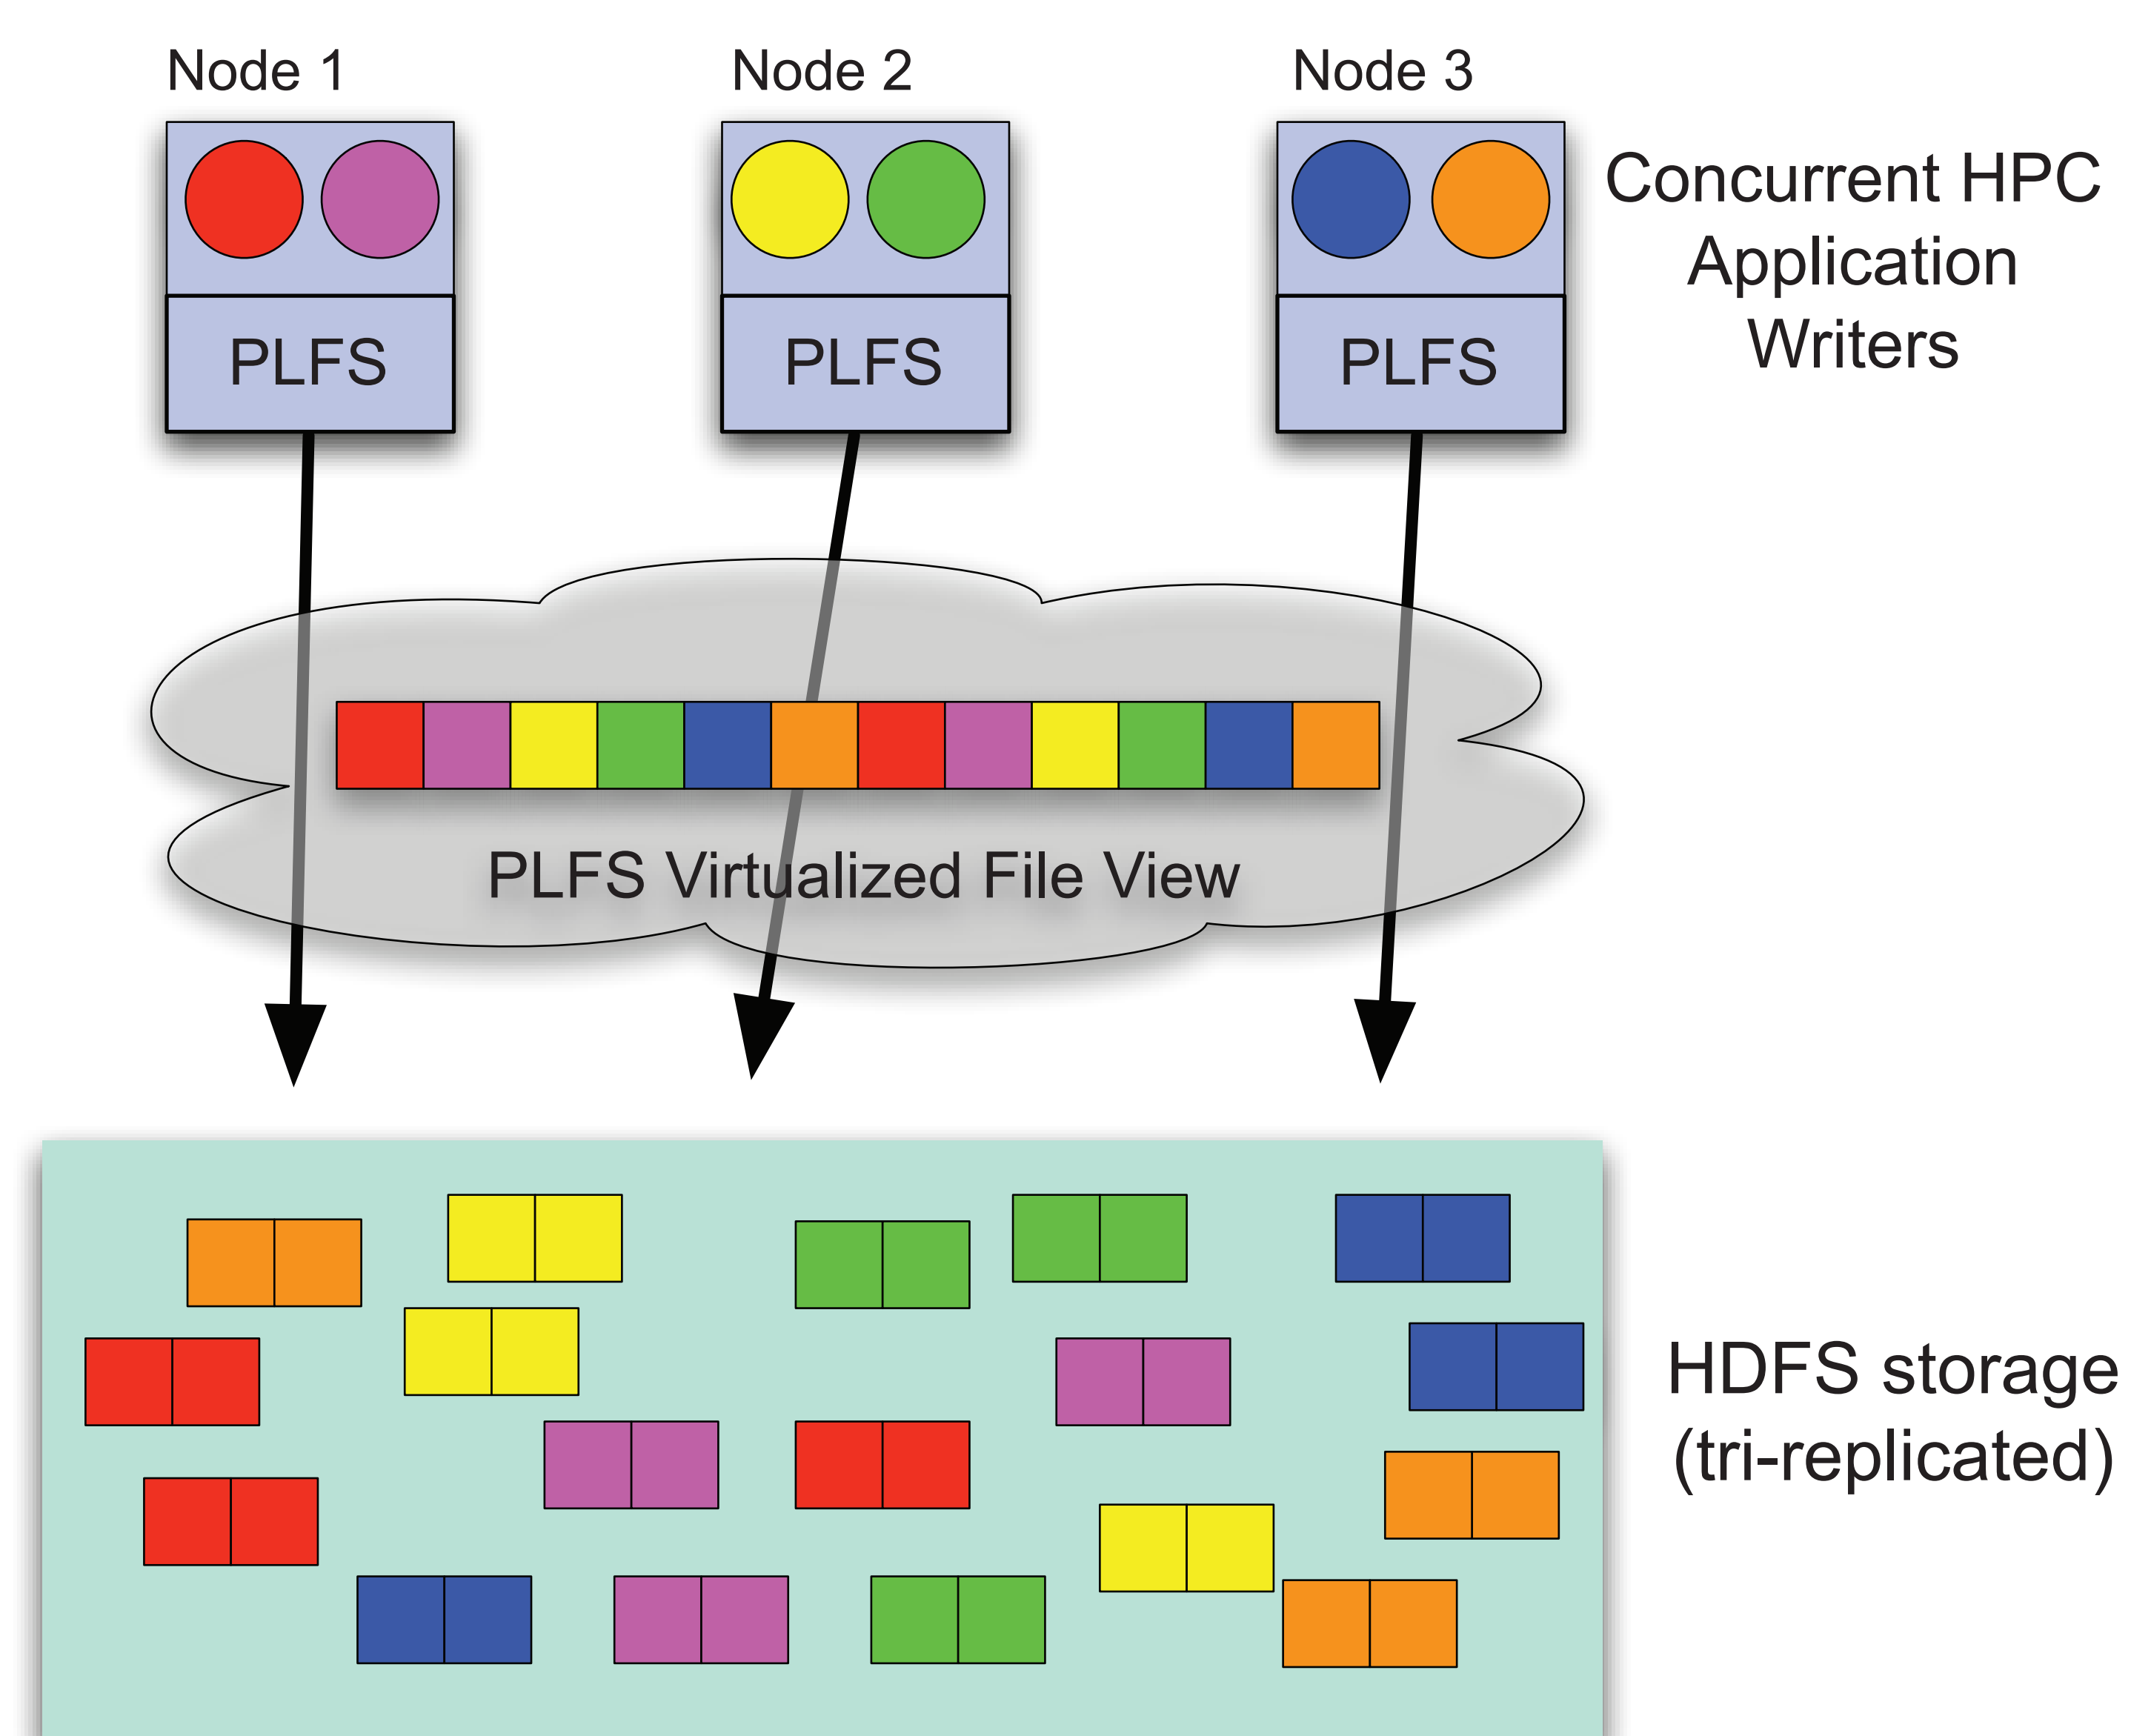 Node 1
Node 2
Node 3
Concurrent HPC
Application
Writers
PLFS
PLFS
PLFS
PLFS Virtualized File View
HDFS storage
(tri-replicated)